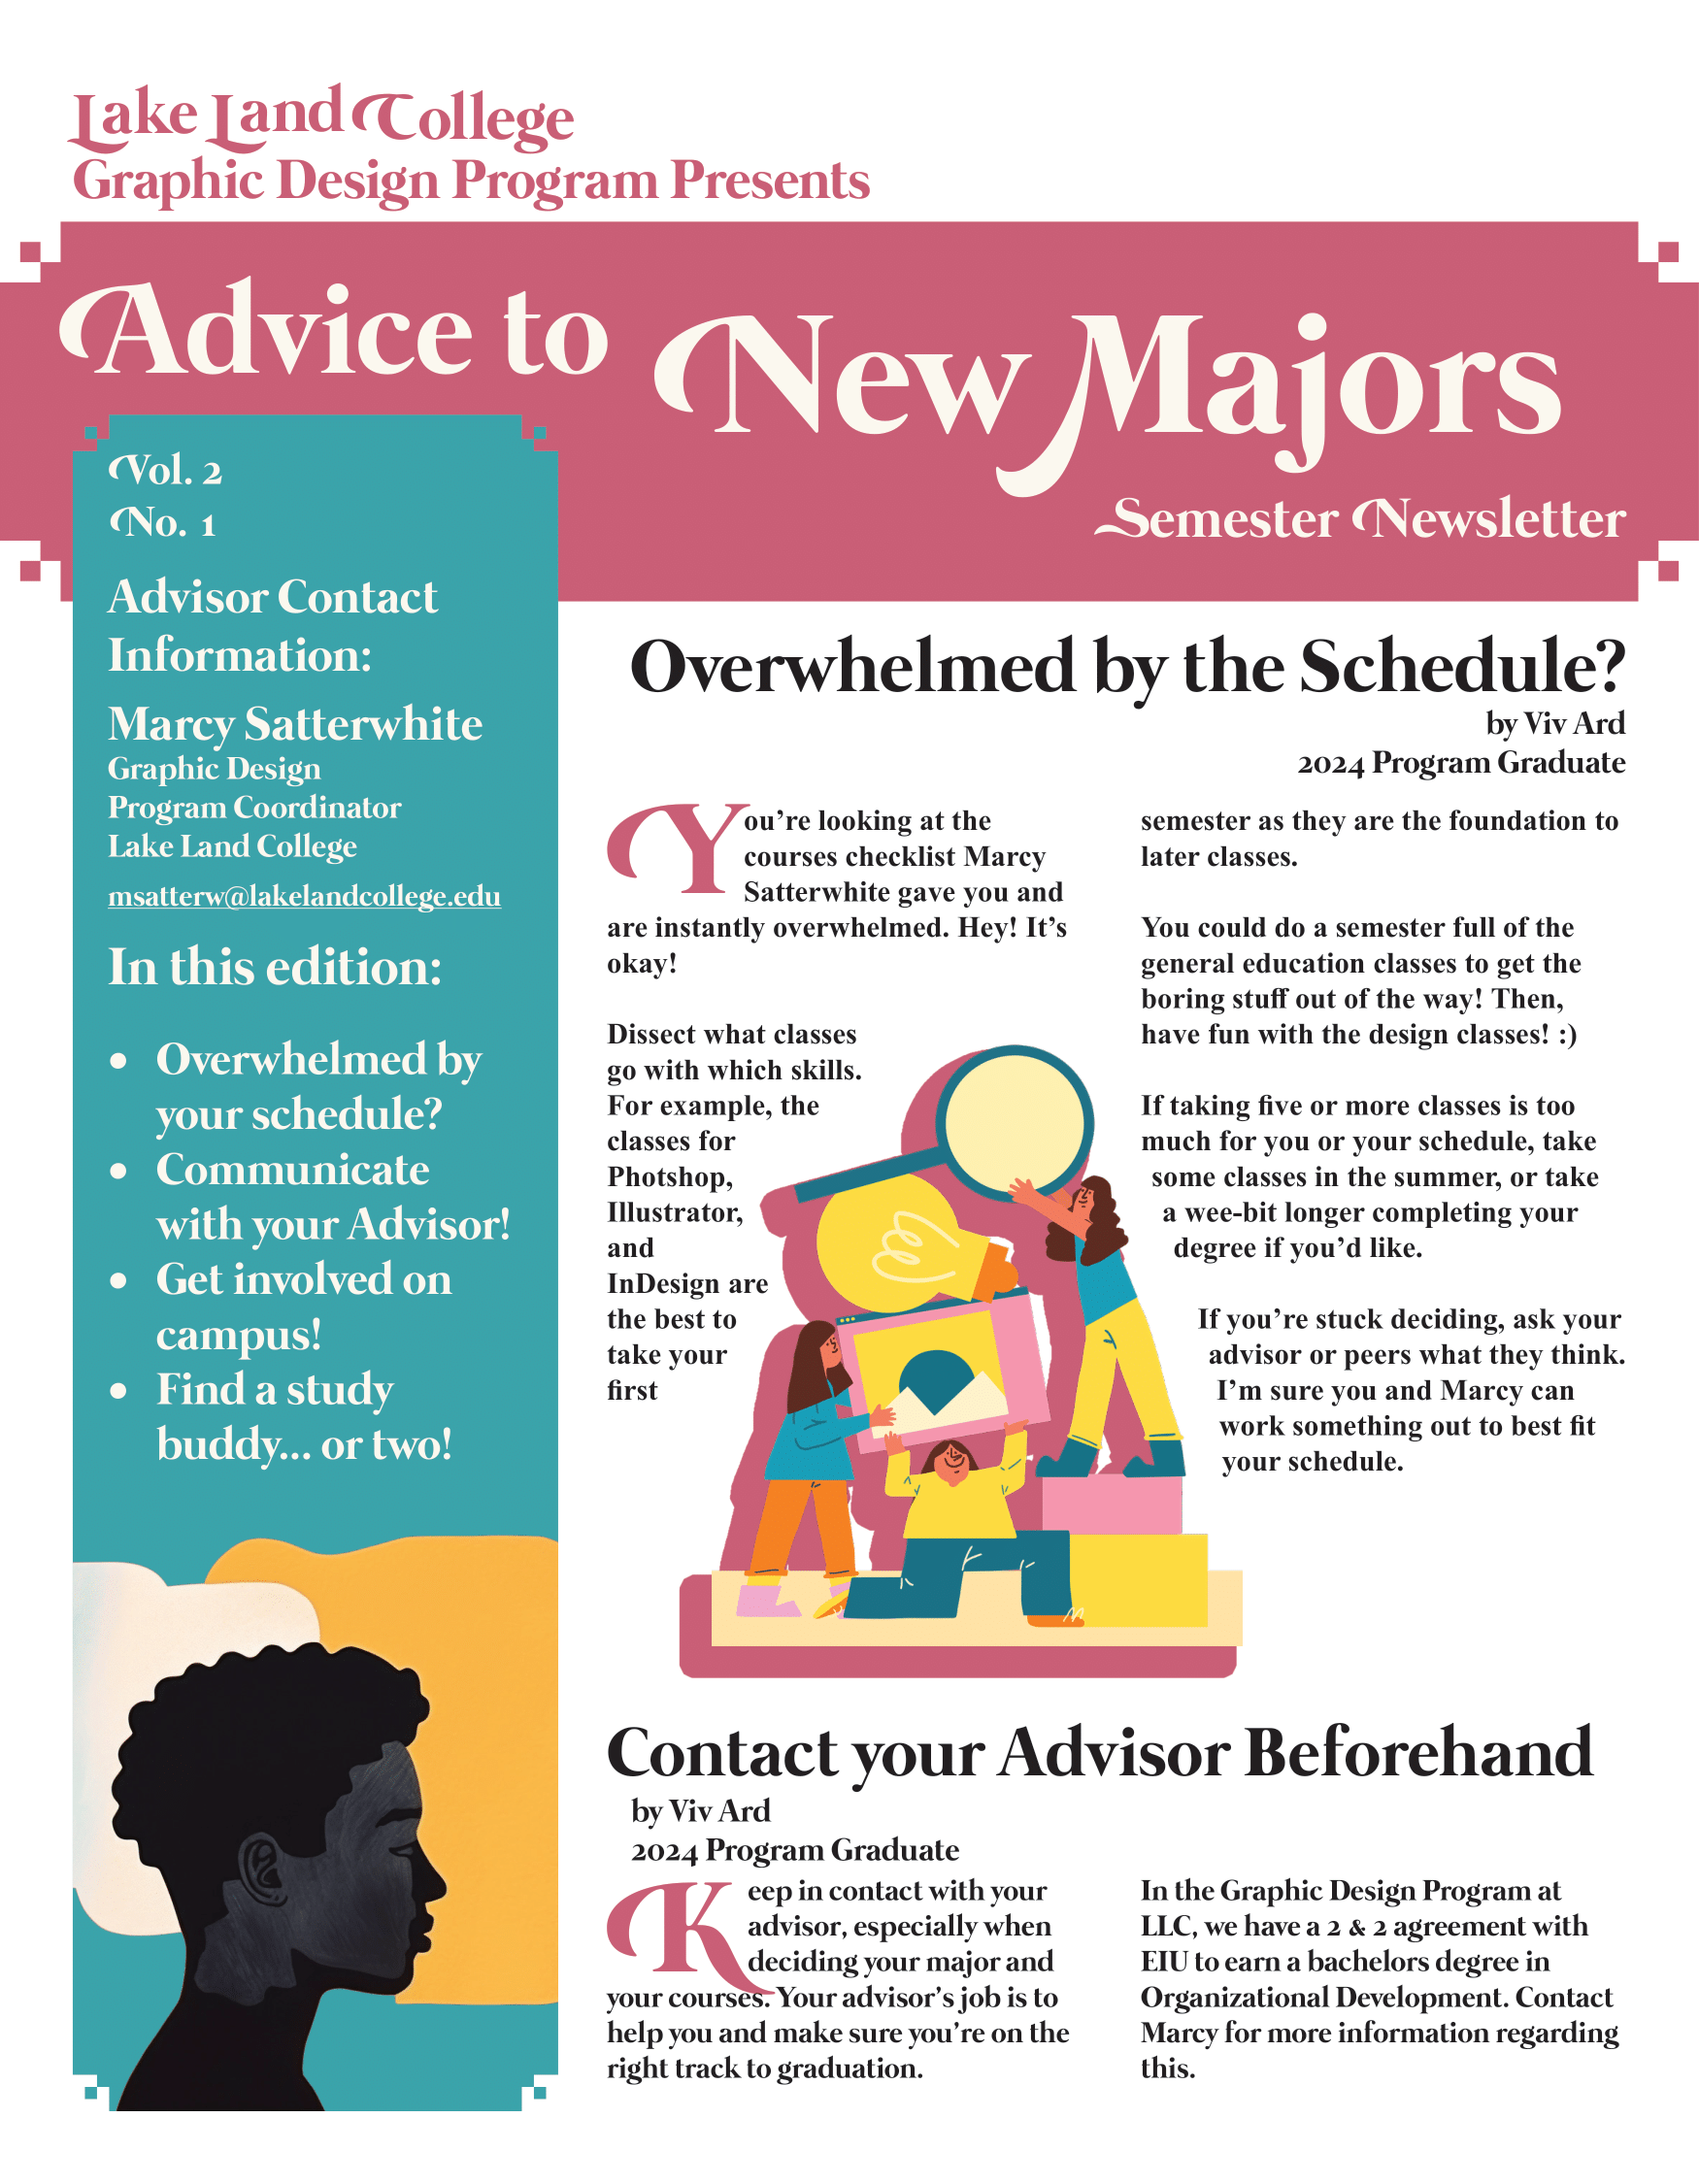 Lake Land College
Graphic Design Program Presents
Advice to New Majors
Semester Newsletter
Vol. 2
No. 1
Advisor Contact
Information:
Marcy Satterwhite
Graphic Design
Program Coordinator
Lake Land College
msatterw@lakelandcollege.edu
In this edition:
• Overwhelmed by
your schedule?
• Communicate
with your Advisor!
• Get involved on
campus!
• Find a study
buddy... or two!
Overwhelmed by the Schedule?
by Viv Ard
2024 Program Graduate
You're looking at the
courses checklist Marcy
Satterwhite gave you and
are instantly overwhelmed. Hey! It's
okay!
Dissect what classes
go with which skills.
For example, the
classes for
Photshop,
Illustrator,
and
InDesign are
the best to
take your
first
semester as they are the foundation to
later classes.
You could do a semester full of the
general education classes to get the
boring stuff out of the way! Then,
have fun with the design classes! :)
If taking five or more classes is too
much for you or your schedule, take
some classes in the summer, or take
a wee-bit longer completing your
degree if you'd like.
If you're stuck deciding, ask your
advisor or peers what they think.
I'm sure you and Marcy can
work something out to best fit
your schedule.
Contact your Advisor Beforehand
by Viv Ard
2024 Program Graduate
Keep in contact with your
advisor, especially when
deciding your major and
your courses. Your advisor's job is to
help you and make sure you're on the
right track to graduation.
In the Graphic Design Program at
LLC, we have a 2 & 2 agreement with
EIU to earn a bachelors degree in
Organizational Development. Contact
Marcy for more information regarding
this.